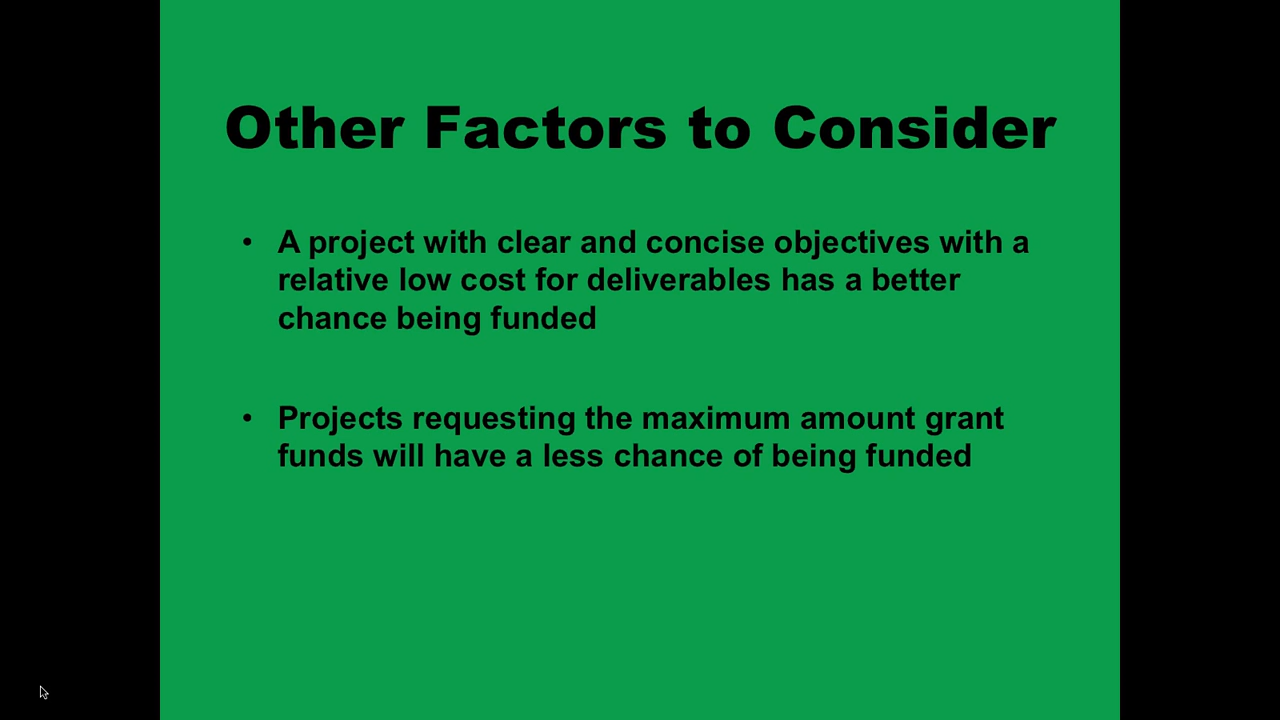 Other Factors to Consider
• A project with clear and concise objectives with a
relative low cost for deliverables has a better
chance being funded
• Projects requesting the maximum amount grant
funds will have a less chance of being funded